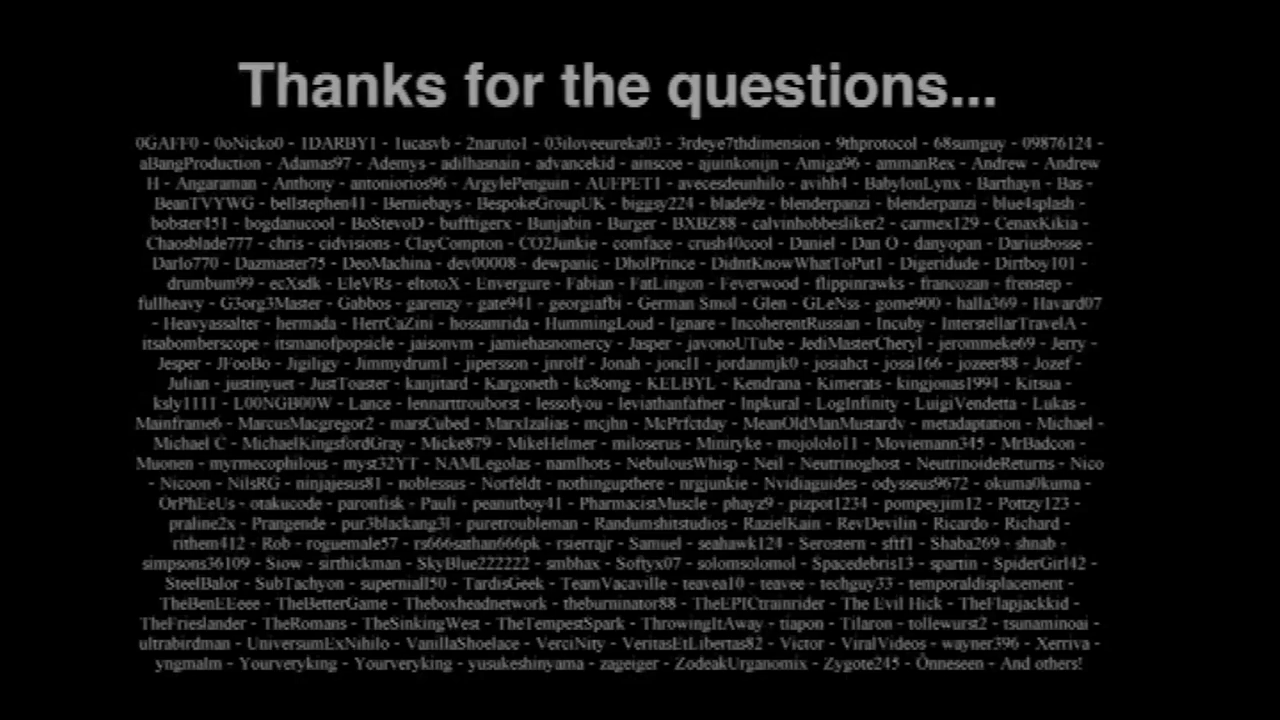 Thanks for the questions...
0GAFF0 - 0oNicko0 - 1DARBY1 - 1ucasvb - 2naruto1 - 03iloveeureka03 - 3rdeye7thdimension - 9thprotocol - 68sumguy - 09876124 -
aBangProduction - Adamas97 - Ademys - adilhasnain - advancekid - ainscoe - ajuinkonijn - Amiga96 - ammanRex - Andrew - Andrew
H - Angaraman - Anthony - antoniorios96 - ArgylePenguin - AUFPET1 - avecesdeunhilo - avihh4 - BabylonLynx - Barthayn - Bas -
BeanTVYWG - bellstephen41 - Berniebays - BespokeGroupUK - biggsy224 - blade9z - blenderpanzi - blenderpanzi - blue4splash -
bobster451 - bogdanucool - BoStevoD - bufftigerx - Bunjabin - Burger - BXBZ88 - calvinhobbesliker2 - carmex129 - CenaxKikia -
Chaosblade777 - chris - cidvisions - ClayCompton - CO2Junkie - comface - crush40cool - Daniel - Dan O - danyopan - Dariusbosse -
Darlo770 - Dazmaster75 - DeoMachina - dev00008 - dewpanic - DholPrince - DidntKnowWhatToPut1 - Digeridude - Dirtboy101 -
drumbum99 - ecXsdk - EleVRs - eltotoX - Envergure - Fabian - FatLingon - Feverwood - flippinrawks - francozan - frenstep -
fullheavy - G3org3Master - Gabbos - garenzy - gate941 - georgiafbi - German Smol - Glen - GLeNss - gome900 - halla369 - Havard07
- Heavyassalter - hermada - HerrCaZini - hossamrida - HummingLoud - Ignare - IncoherentRussian - Incuby - InterstellarTravelA -
itsabomberscope - itsmanofpopsicle - jaisonvm - jamiehasnomercy - Jasper - javonoUTube - JediMasterCheryl - jerommeke69 - Jerry -
Jesper - JFooBo - Jigiligy - Jimmydrum1 - jipersson - jnrolf - Jonah - joncl1 - jordanmjk0 - josiahct - jossi166 - jozeer88 - Jozef -
Julian - justinyuet - JustToaster - kanjitard - Kargoneth - kc8omg - KELBYL - Kendrana - Kimerats - kingjonas1994 - Kitsua -
ksly1111 - L00NGB00W - Lance - lennarttrouborst - lessofyou - leviathanfafner - lnpkural - LogInfinity - LuigiVendetta - Lukas -
Mainframe6 - MarcusMacgregor2 - marsCubed - MarxIzalias - mcjhn - McPrfctday - MeanOldManMustardv - metadaptation - Michael -
Michael C - MichaelKingsfordGray - Micke879 - MikeHelmer - miloserus - Miniryke - mojololo11 - Moviemann345 - MrBadcon -
Muonen - myrmecophilous - myst32YT - NAMLegolas - namlhots - NebulousWhisp - Neil - Neutrinoghost - NeutrinoideReturns - Nico
- Nicoon - NilsRG - ninjajesus81 - noblessus - Norfeldt - nothingupthere - nrgjunkie - Nvidiaguides - odysseus9672 - okuma0kuma -
OrPhEeUs - otakucode - paronfisk - Pauli - peanutboy41 - PharmacistMuscle - phayz9 - pizpot1234 - pompeyjim12 - Pottzy123 -
praline2x - Prangende - pur3blackang3l - puretroubleman - Randumshitstudios - RazielKain - RevDevilin - Ricardo - Richard -
rithem412 - Rob - roguemale57 - rs666sathan666pk - rsierrajr - Samuel - seahawk124 - Serostern - sftf1 - Shaba269 - shnab -
simpsons36109 - Siow - sirthickman - SkyBlue222222 - smbhax - Softyx07 - solomsolomol - Spacedebris13 - spartin - SpiderGirl42 -
SteelBalor - SubTachyon - superniall50 - TardisGeek - TeamVacaville - teavea10 - teavee - techguy33 - temporaldisplacement -
TheBenEEeee - TheBetterGame - Theboxheadnetwork - theburninator88 - TheEPICtrainrider - The Evil Hick - TheFlapjackkid -
TheFrieslander - TheRomans - TheSinkingWest - TheTempestSpark - ThrowingItAway - tiapon - Tilaron - tollewurst2 - tsunaminoai -
ultrabirdman - UniversumExNihilo - VanillaShoelace - VerciNity - VeritasEtLibertas82 - Victor - ViralVideos - wayner396 - Xerriva -
yngmalm - Yourveryking - Yourveryking - yusukeshinyama - zageiger - ZodeakUrganomix - Zygote245 - Õnneseen - And others!